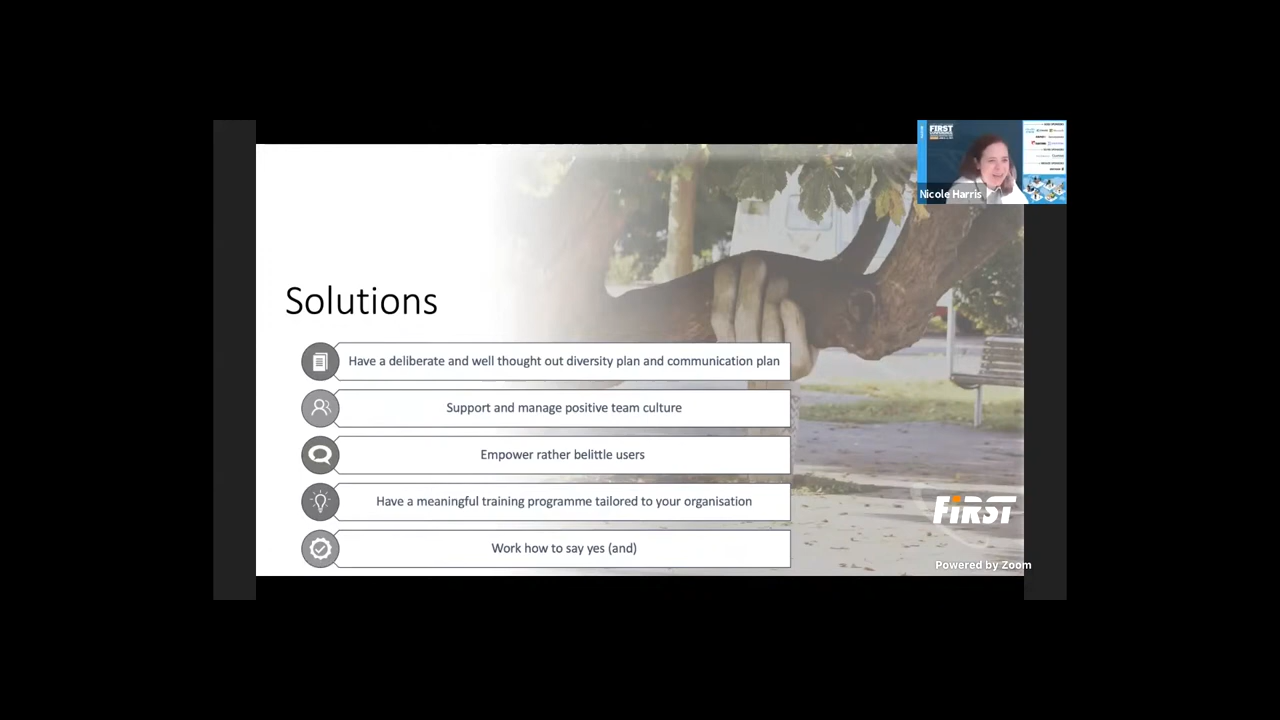 FIRST
CONFERENCE
Nicole Harris
Solutions
Have a deliberate and well thought out diversity plan and communication plan
Support and manage positive team culture
Empower rather belittle users
Have a meaningful training programme tailored to your organisation
Work how to say yes (and)
FiRST
Powered by Zoom